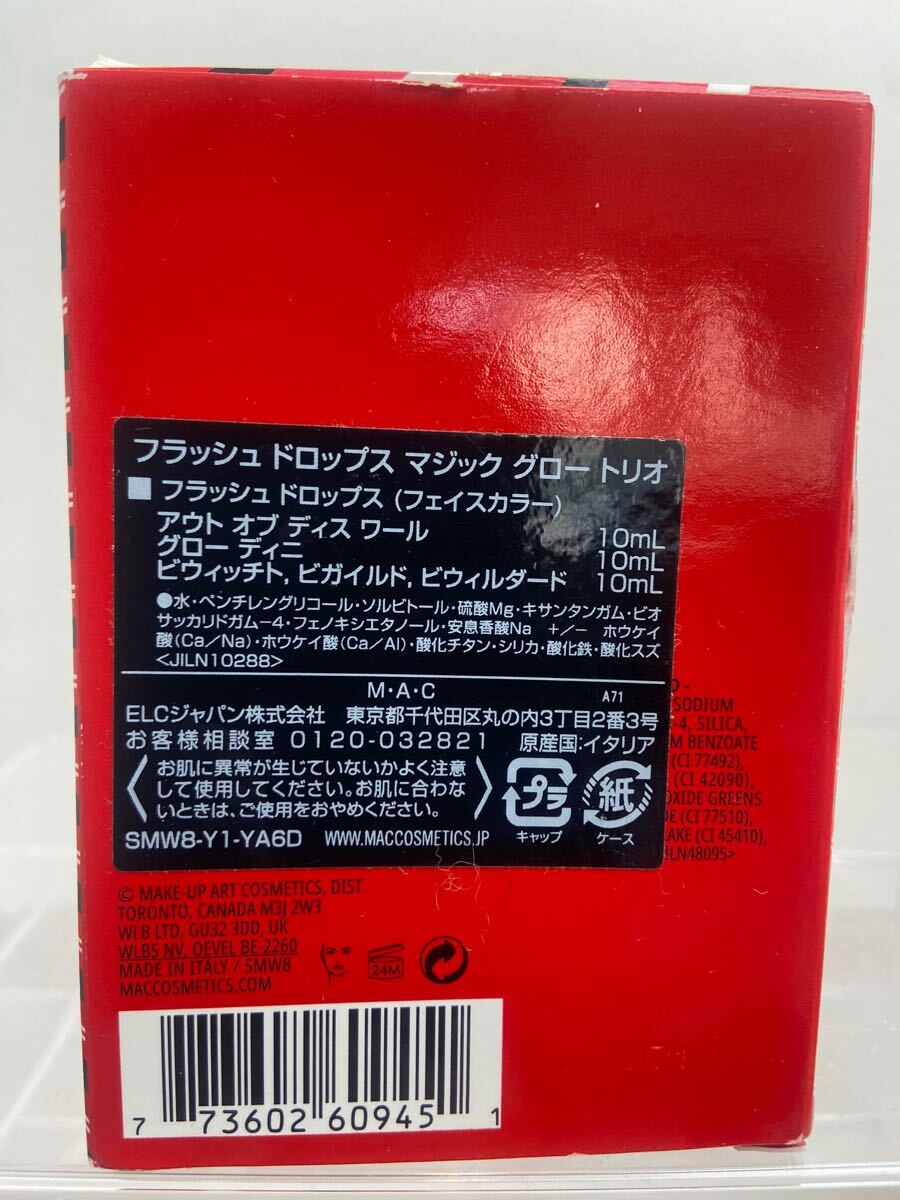 フラッシュ ドロップス マジック グロー トリオ
■ フラッシュ ドロップス (フェイスカラー)
アウト オブ ディス ワール 10mL
グロー ディニ 10mL
ビウィッチト, ビガイルド, ビウィルダード 10mL
●水・ペンチレングリコール・ソルビトール・硫酸Mg・キサンタンガム・ビオ
サッカリドガム-4・フェノキシエタノール・安息香酸Na +/- ホウケイ
酸(Ca/Na)・ホウケイ酸(Ca/Al)・酸化チタン・シリカ・酸化鉄・酸化スズ
<JILN10288>
M・A・C A71
ELCジャパン株式会社 東京都千代田区丸の内3丁目2番3号
お客様相談室 0120-032821 原産国:イタリア
お肌に異常が生じていないかよく注意
して使用してください。お肌に合わな
いときは、ご使用をおやめください。
プラ
キャップ
紙
ケース
SMW8-Y1-YA6D WWW.MACCOSMETICS.JP
SODIUM
-4, SILICA,
BENZOATE
(CI 77492),
(CI 42090),
OXIDE GREENS
(CI 77510),
LAKE (CI 45410),
ILN48095>
© MAKE-UP ART COSMETICS, DIST.
TORONTO, CANADA M3J 2W3
WLB LTD, GU32 3DD, UK
WLBS NV, OEVEL BE-2260
MADE IN ITALY / SMW8
MACCOSMETICS.COM
24M
7 73602 60945 1